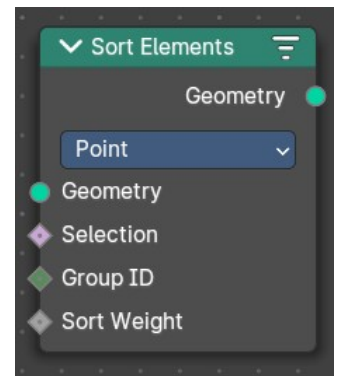 Sort Elements
Geometry
Point
Geometry
Selection
Group ID
Sort Weight